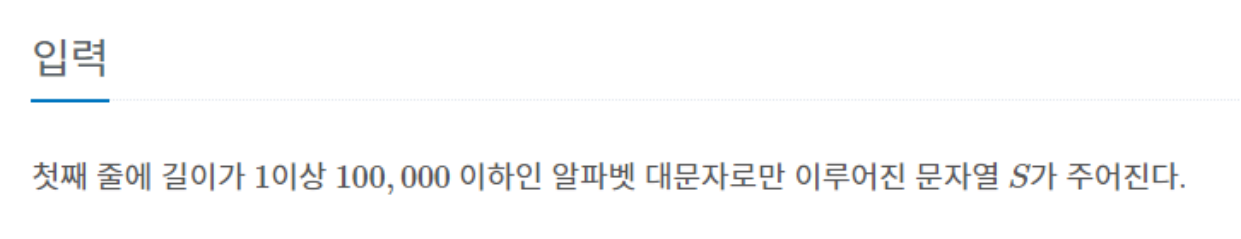 입력
첫째 줄에 길이가 1이상 100,000 이하인 알파벳 대문자로만 이루어진 문자열 S가 주어진다.